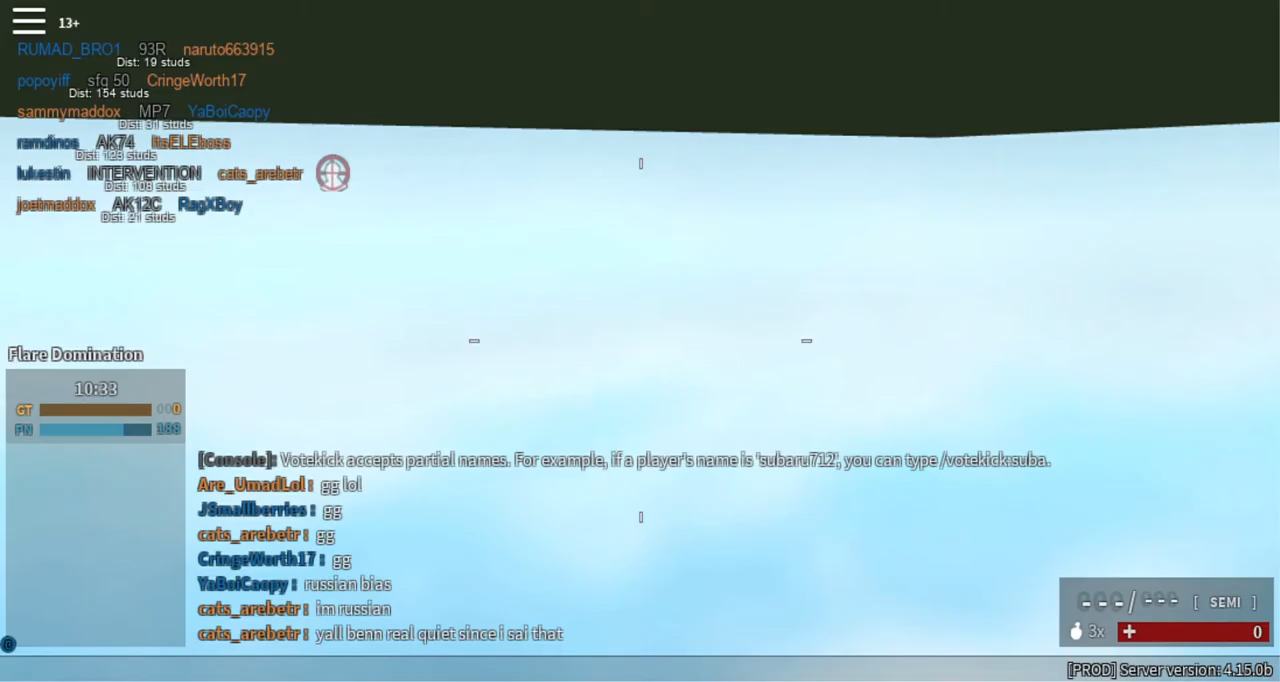 13+
RUMAD_BRO1 93R naruto663915
Dist: 19 studs
popoyiff sfg 50 CringeWorth17
Dist: 154 studs
sammymaddox MP7 YaBoiCaopy
Dist: 31 studs
ramdinos AK74 ItsELEboss
Dist: 123 studs
lukestin INTERVENTION cats_arebetr
Dist: 108 studs
joetmaddox AK12C RagXBoy
Dist: 21 studs
Flare Domination
10:33
GT 000
PN 188
[Console]: Votekick accepts partial names. For example, if a player's name is 'subaru712', you can type /votekick:suba.
Are_UmadLol : gg lol
JSmallberries : gg
cats_arebetr : gg
CringeWorth17 : gg
YaBoiCaopy : russian bias
cats_arebetr : im russian
cats_arebetr : yall benn real quiet since i sai that
---/--- [ SEMI ]
3x 0
[PROD] Server version: 4.15.0b